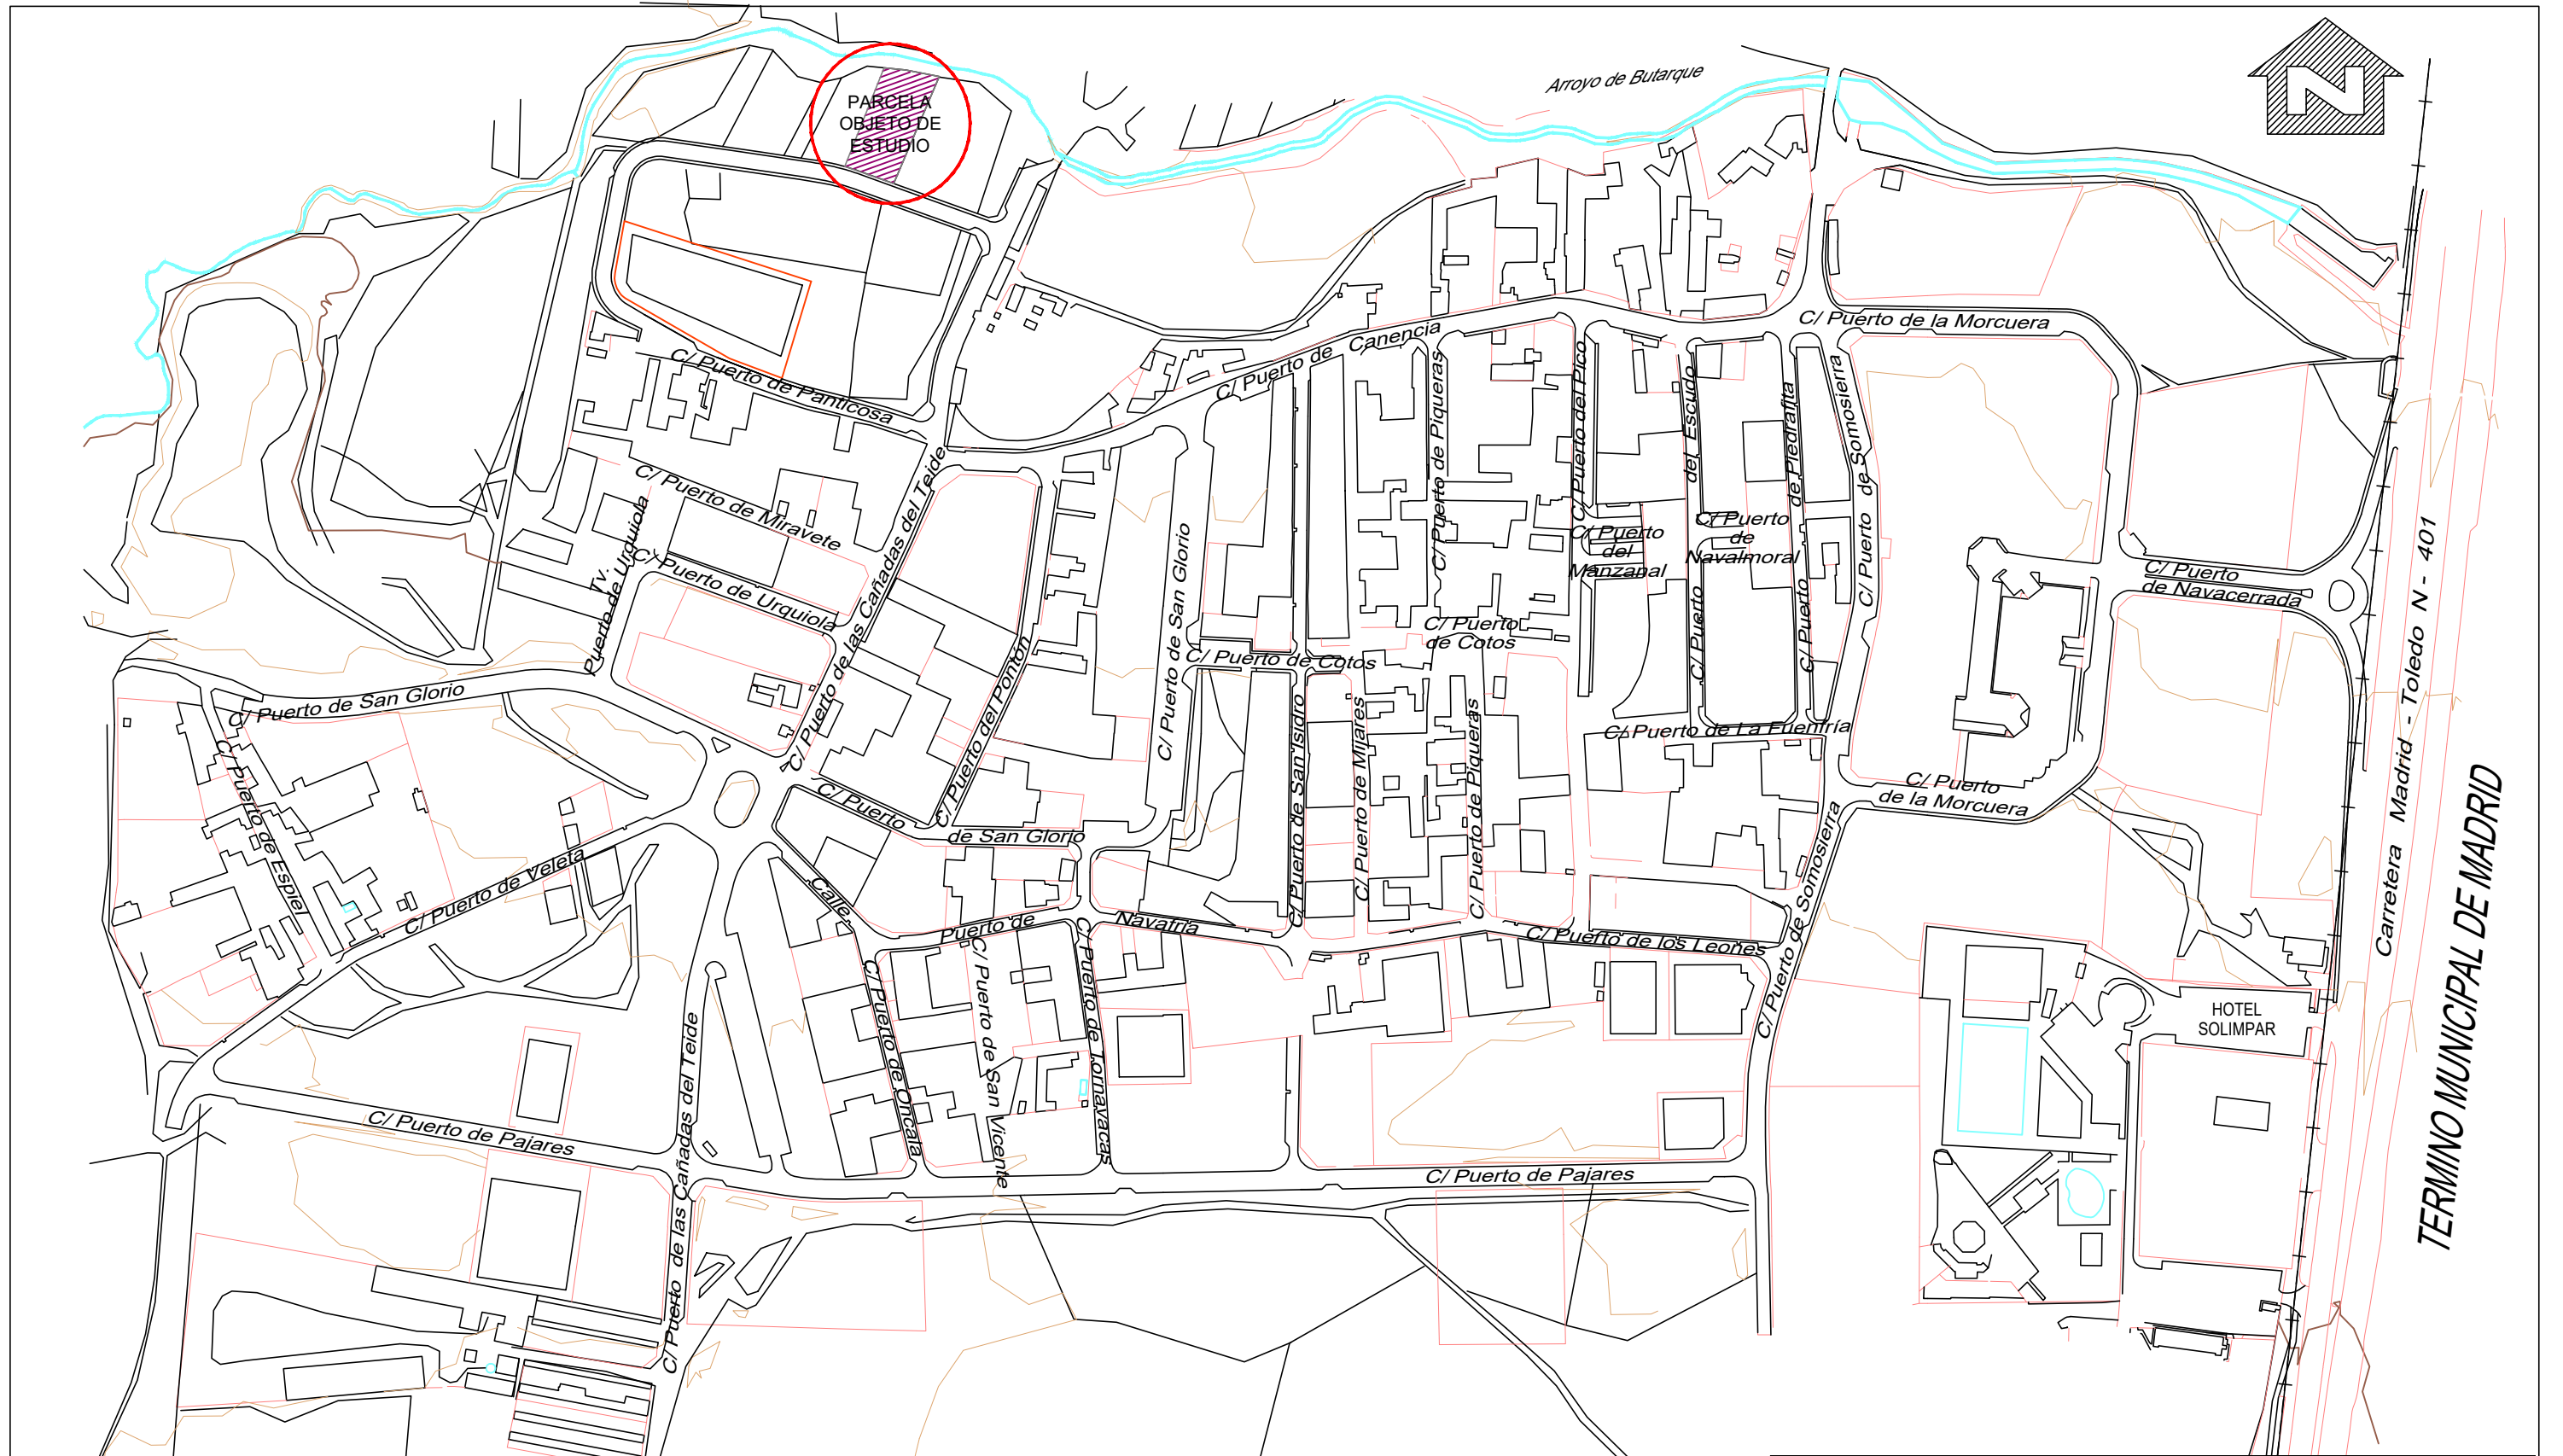 PARCELA
OBJETO DE
ESTUDIO
Arroyo de Butarque
N
C/ Puerto de la Morcuera
C/ Puerto de Canencia
C/ Puerto de Panticosa
C/ Puerto de Piqueras
C/ Puerto del Pico
C/ Puerto del Escudo
C/ Puerto de Piedrafita
C/ Puerto de Somosierra
C/ Puerto de Miravete
C/ Puerto de las Cañadas del Teide
Tv.
Puerto de Urquiola
C/ Puerto de Urquiola
C/ Puerto
del
Manzanal
C/ Puerto
de
Navalmoral
C/ Puerto
de Navacerrada
Carretera Madrid - Toledo N - 401
TERMINO MUNICIPAL DE MADRID
C/ Puerto de San Glorio
C/ Puerto de Cotos
C/ Puerto
de Cotos
C/ Puerto del Pontón
C/ Puerto de San Glorio
C/ Puerto de Espiel
C/ Puerto de San Isidro
C/ Puerto de Mijares
C/ Puerto de Piqueras
C/ Puerto de La Fuenfría
C/ Puerto
de la Morcuera
C/ Puerto
de San Glorio
C/ Puerto de Veleta
Calle
Puerto de
Navafría
C/ Puerto de los Leones
C/ Puerto de Somosierra
C/ Puerto de Oncala
C/ Puerto de San Vicente
C/ Puerto de Tornavacas
HOTEL
SOLIMPAR
C/ Puerto de Pajares
C/ Puerto de las Cañadas del Teide
C/ Puerto de Pajares